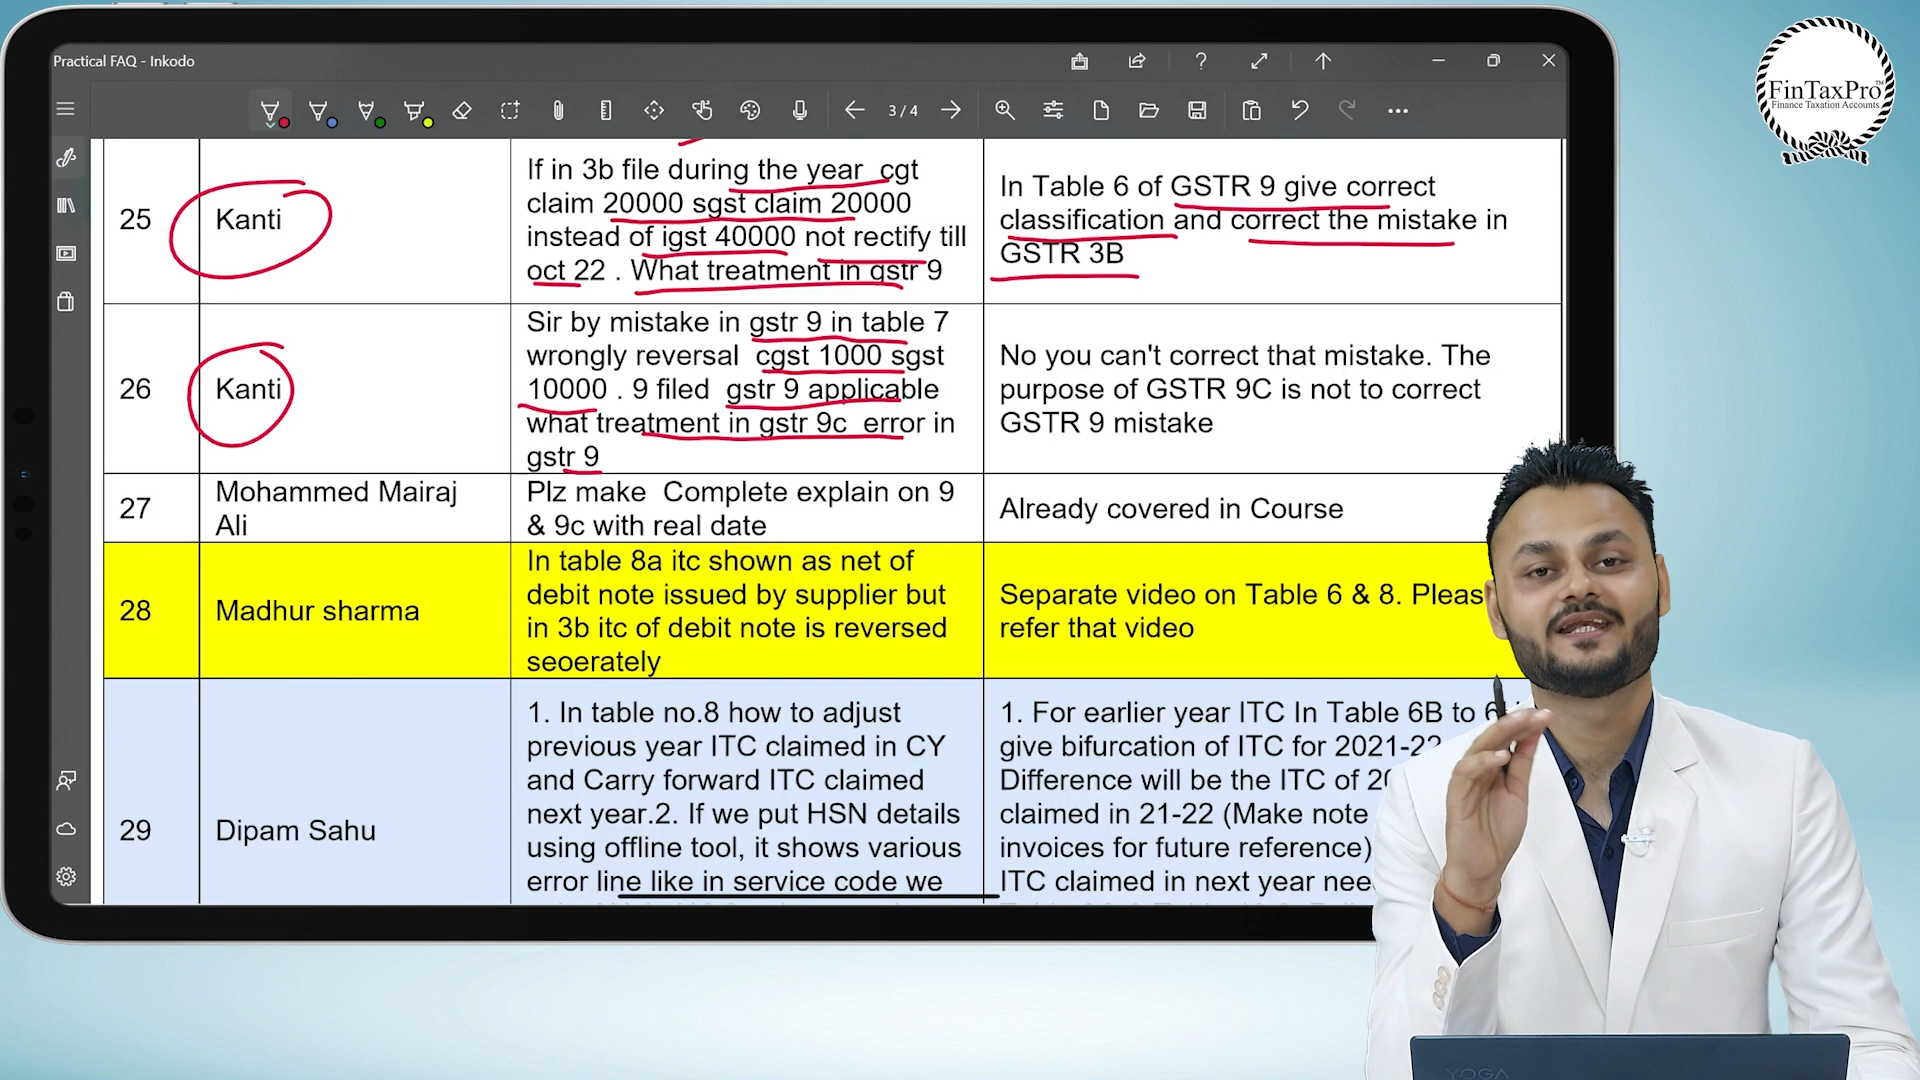 Practical FAQ - Inkodo
FinTaxPro™
Finance Taxation Accounts
3 / 4
25
Kanti
If in 3b file during the year cgt
claim 20000 sgst claim 20000
instead of igst 40000 not rectify till
oct 22 . What treatment in gstr 9
In Table 6 of GSTR 9 give correct
classification and correct the mistake in
GSTR 3B
26
Kanti
Sir by mistake in gstr 9 in table 7
wrongly reversal cgst 1000 sgst
10000 . 9 filed gstr 9 applicable
what treatment in gstr 9c error in
gstr 9
No you can't correct that mistake. The
purpose of GSTR 9C is not to correct
GSTR 9 mistake
27
Mohammed Mairaj
Ali
Plz make Complete explain on 9
& 9c with real date
Already covered in Course
28
Madhur sharma
In table 8a itc shown as net of
debit note issued by supplier but
in 3b itc of debit note is reversed
seoerately
Separate video on Table 6 & 8.
refer that video
29
Dipam Sahu
1. In table no.8 how to adjust
previous year ITC claimed in CY
and Carry forward ITC claimed
next year.2. If we put HSN details
using offline tool, it shows various
error line like in service code we
1. For earlier year ITC In Table 6B to
give bifurcation of ITC for 2021-22
Difference will be the ITC of
claimed in 21-22 (Make note
invoices for future reference)
ITC claimed in next year
YOGA